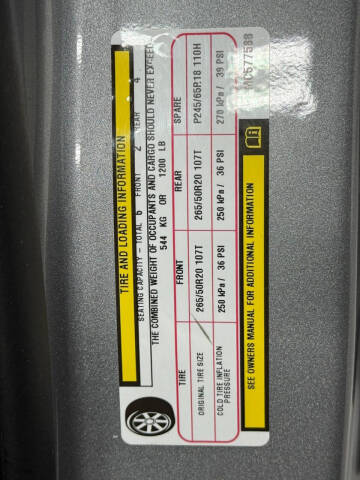 TIRE AND LOADING INFORMATION
SEATING CAPACITY - TOTAL 6 FRONT 2 REAR 4
THE COMBINED WEIGHT OF OCCUPANTS AND CARGO SHOULD NEVER EXCEED
544 KG OR 1200 LB
TIRE FRONT REAR SPARE
ORIGINAL TIRE SIZE 265/50R20 107T 265/50R20 107T P245/65R18 110H
COLD TIRE INFLATION PRESSURE 250 kPa / 36 PSI 250 kPa / 36 PSI 270 kPa / 39 PSI
SEE OWNERS MANUAL FOR ADDITIONAL INFORMATION